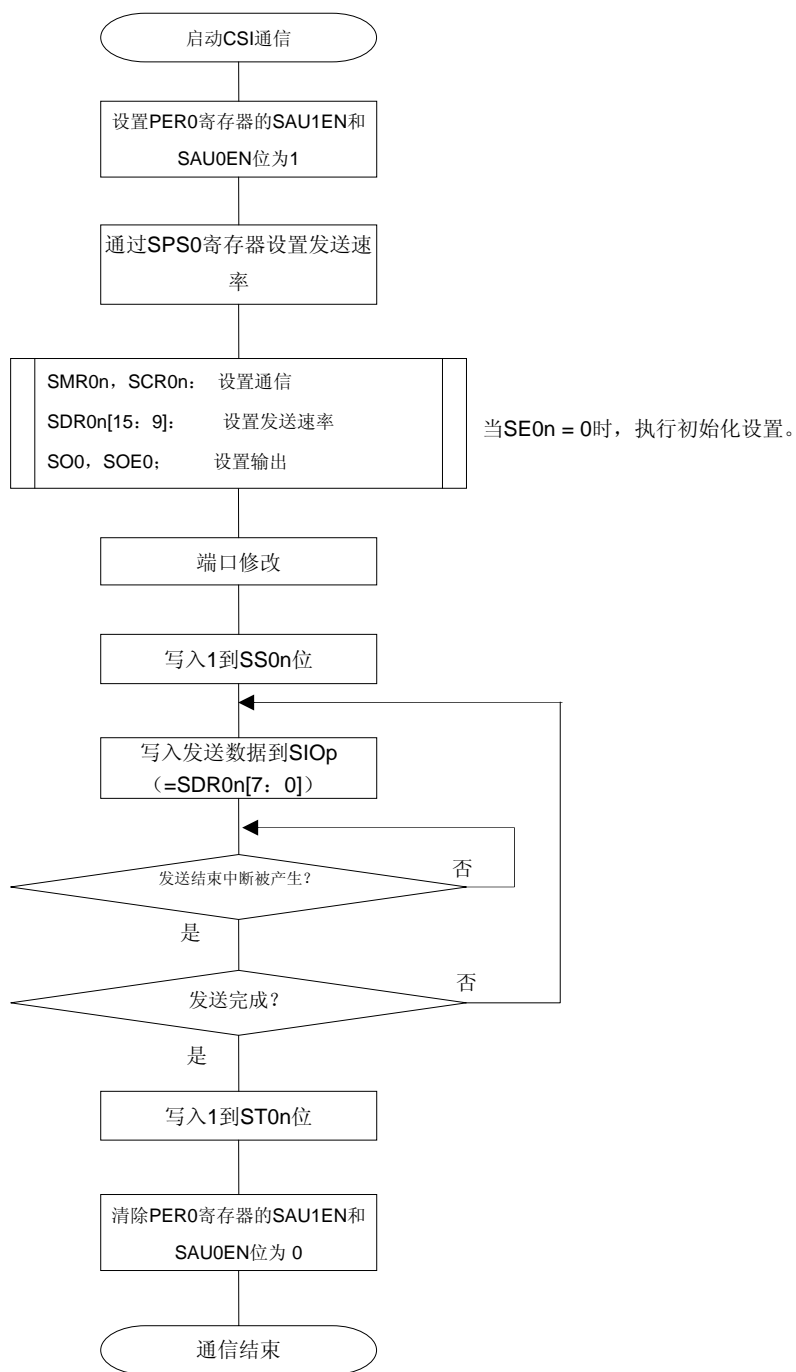 启动CSI通信
设置PER0寄存器的SAU1EN和
SAU0EN位为1
通过SPS0寄存器设置发送速
率
SMR0n，SCR0n： 设置通信
SDR0n[15：9]： 设置发送速率
SO0，SOE0； 设置输出
当SE0n = 0时，执行初始化设置。
端口修改
写入1到SS0n位
写入发送数据到SIOp
（=SDR0n[7：0]）
发送结束中断被产生？
否
是
发送完成？
否
是
写入1到ST0n位
清除PER0寄存器的SAU1EN和
SAU0EN位为 0
通信结束